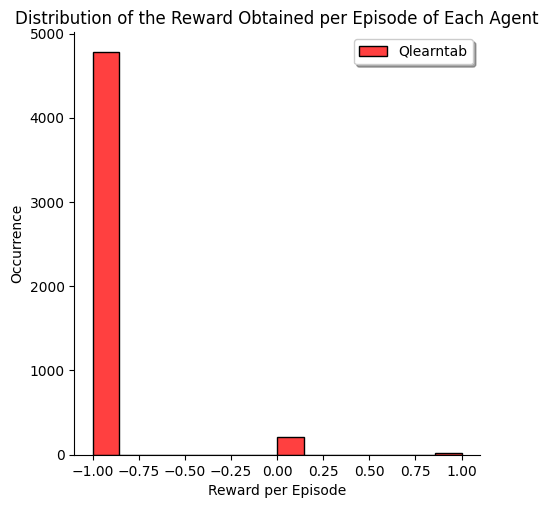 Distribution of the Reward Obtained per Episode of Each Agent
Qlearntab
5000
4000
3000
2000
1000
0
Occurrence
−1.00 −0.75 −0.50 −0.25 0.00 0.25 0.50 0.75 1.00
Reward per Episode